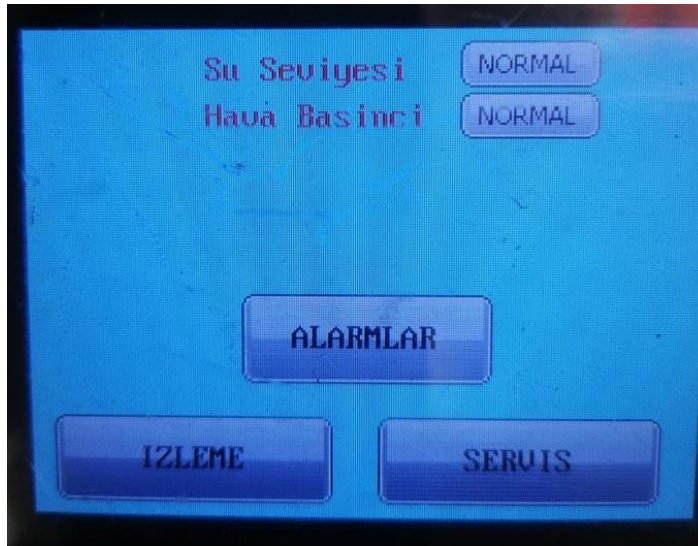 Su Seviyesi NORMAL
Hava Basinci NORMAL
ALARMLAR
IZLEME SERVIS